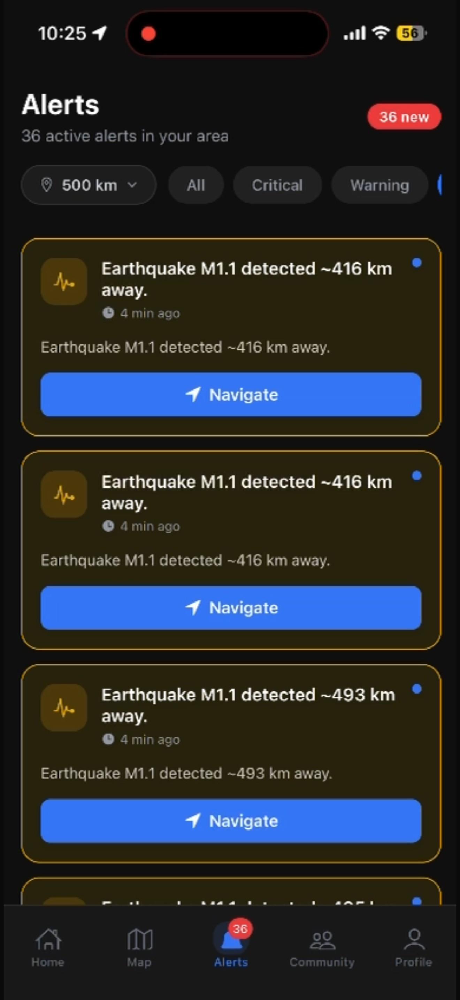 10:25
56
Alerts
36 new
36 active alerts in your area
500 km
All
Critical
Warning
Earthquake M1.1 detected ~416 km
away.
4 min ago
Earthquake M1.1 detected ~416 km away.
Navigate
Earthquake M1.1 detected ~416 km
away.
4 min ago
Earthquake M1.1 detected ~416 km away.
Navigate
Earthquake M1.1 detected ~493 km
away.
4 min ago
Earthquake M1.1 detected ~493 km away.
Navigate
36
Home
Map
Alerts
Community
Profile